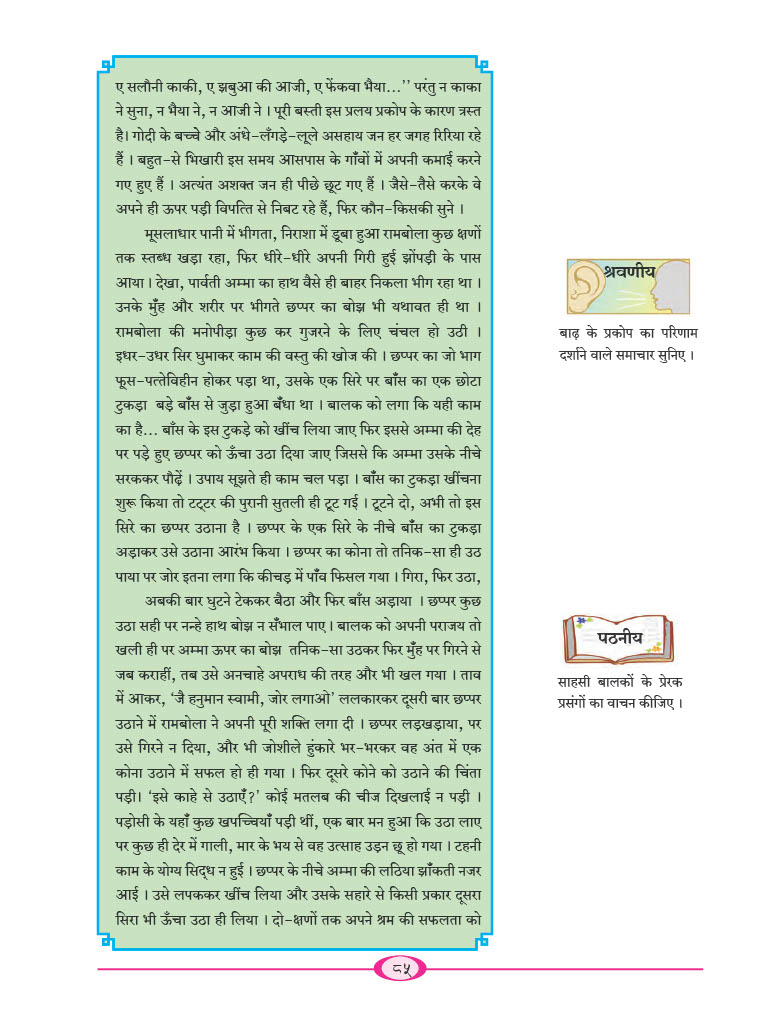 ए सलौनी काकी, ए झबुआ की आजी, ए फेंकवा भैया...’’ परंतु न काका
ने सुना, न भैया ने, न आजी ने । पूरी बस्ती इस प्रलय प्रकोप के कारण त्रस्त
है। गोदी के बच्चे और अंधे-लँगड़े-लूले असहाय जन हर जगह रिरिया रहे
हैं । बहुत-से भिखारी इस समय आसपास के गाँवों में अपनी कमाई करने
गए हुए हैं । अत्यंत अशक्त जन ही पीछे छूट गए हैं । जैसे-तैसे करके वे
अपने ही ऊपर पड़ी विपत्ति से निबट रहे हैं, फिर कौन-किसकी सुने ।
मूसलाधार पानी में भीगता, निराशा में डूबा हुआ रामबोला कुछ क्षणों
तक स्तब्ध खड़ा रहा, फिर धीरे-धीरे अपनी गिरी हुई झोंपड़ी के पास
आया । देखा, पार्वती अम्मा का हाथ वैसे ही बाहर निकला भीग रहा था ।
उनके मुँह और शरीर पर भीगते छप्पर का बोझ भी यथावत ही था ।
रामबोला की मनोपीड़ा कुछ कर गुजरने के लिए चंचल हो उठी ।
इधर-उधर सिर घुमाकर काम की वस्तु की खोज की । छप्पर का जो भाग
फूस-पत्तेविहीन होकर पड़ा था, उसके एक सिरे पर बाँस का एक छोटा
टुकड़ा बड़े बाँस से जुड़ा हुआ बँधा था । बालक को लगा कि यही काम
का है... बाँस के इस टुकड़े को खींच लिया जाए फिर इससे अम्मा की देह
पर पड़े हुए छप्पर को ऊँचा उठा दिया जाए जिससे कि अम्मा उसके नीचे
सरककर पौढ़ें । उपाय सूझते ही काम चल पड़ा । बाँस का टुकड़ा खींचना
शुरू किया तो टट्टर की पुरानी सुतली ही टूट गई । टूटने दो, अभी तो इस
सिरे का छप्पर उठाना है । छप्पर के एक सिरे के नीचे बाँस का टुकड़ा
अड़ाकर उसे उठाना आरंभ किया । छप्पर का कोना तो तनिक-सा ही उठ
पाया पर जोर इतना लगा कि कीचड़ में पाँव फिसल गया । गिरा, फिर उठा,
अबकी बार घुटने टेककर बैठा और फिर बाँस अड़ाया । छप्पर कुछ
उठा सही पर नन्हे हाथ बोझ न सँभाल पाए । बालक को अपनी पराजय तो
खली ही पर अम्मा ऊपर का बोझ तनिक-सा उठकर फिर मुँह पर गिरने से
जब कराहीं, तब उसे अनचाहे अपराध की तरह और भी खल गया । ताव
में आकर, ‘जै हनुमान स्वामी, जोर लगाओ’ ललकारकर दूसरी बार छप्पर
उठाने में रामबोला ने अपनी पूरी शक्ति लगा दी । छप्पर लड़खड़ाया, पर
उसे गिरने न दिया, और भी जोशीले हुंकारे भर-भरकर वह अंत में एक
कोना उठाने में सफल हो ही गया । फिर दूसरे कोने को उठाने की चिंता
पड़ी। ‘इसे काहे से उठाएँ?’ कोई मतलब की चीज दिखलाई न पड़ी ।
पड़ोसी के यहाँ कुछ खपच्चियाँ पड़ी थीं, एक बार मन हुआ कि उठा लाए
पर कुछ ही देर में गाली, मार के भय से वह उत्साह उड़न छू हो गया । टहनी
काम के योग्य सिद्ध न हुई । छप्पर के नीचे अम्मा की लठिया झाँकती नजर
आई । उसे लपककर खींच लिया और उसके सहारे से किसी प्रकार दूसरा
सिरा भी ऊँचा उठा ही लिया । दो-क्षणों तक अपने श्रम की सफलता को
श्रवणीय
बाढ़ के प्रकोप का परिणाम
दर्शाने वाले समाचार सुनिए ।
पठनीय
साहसी बालकों के प्रेरक
प्रसंगों का वाचन कीजिए ।
८५